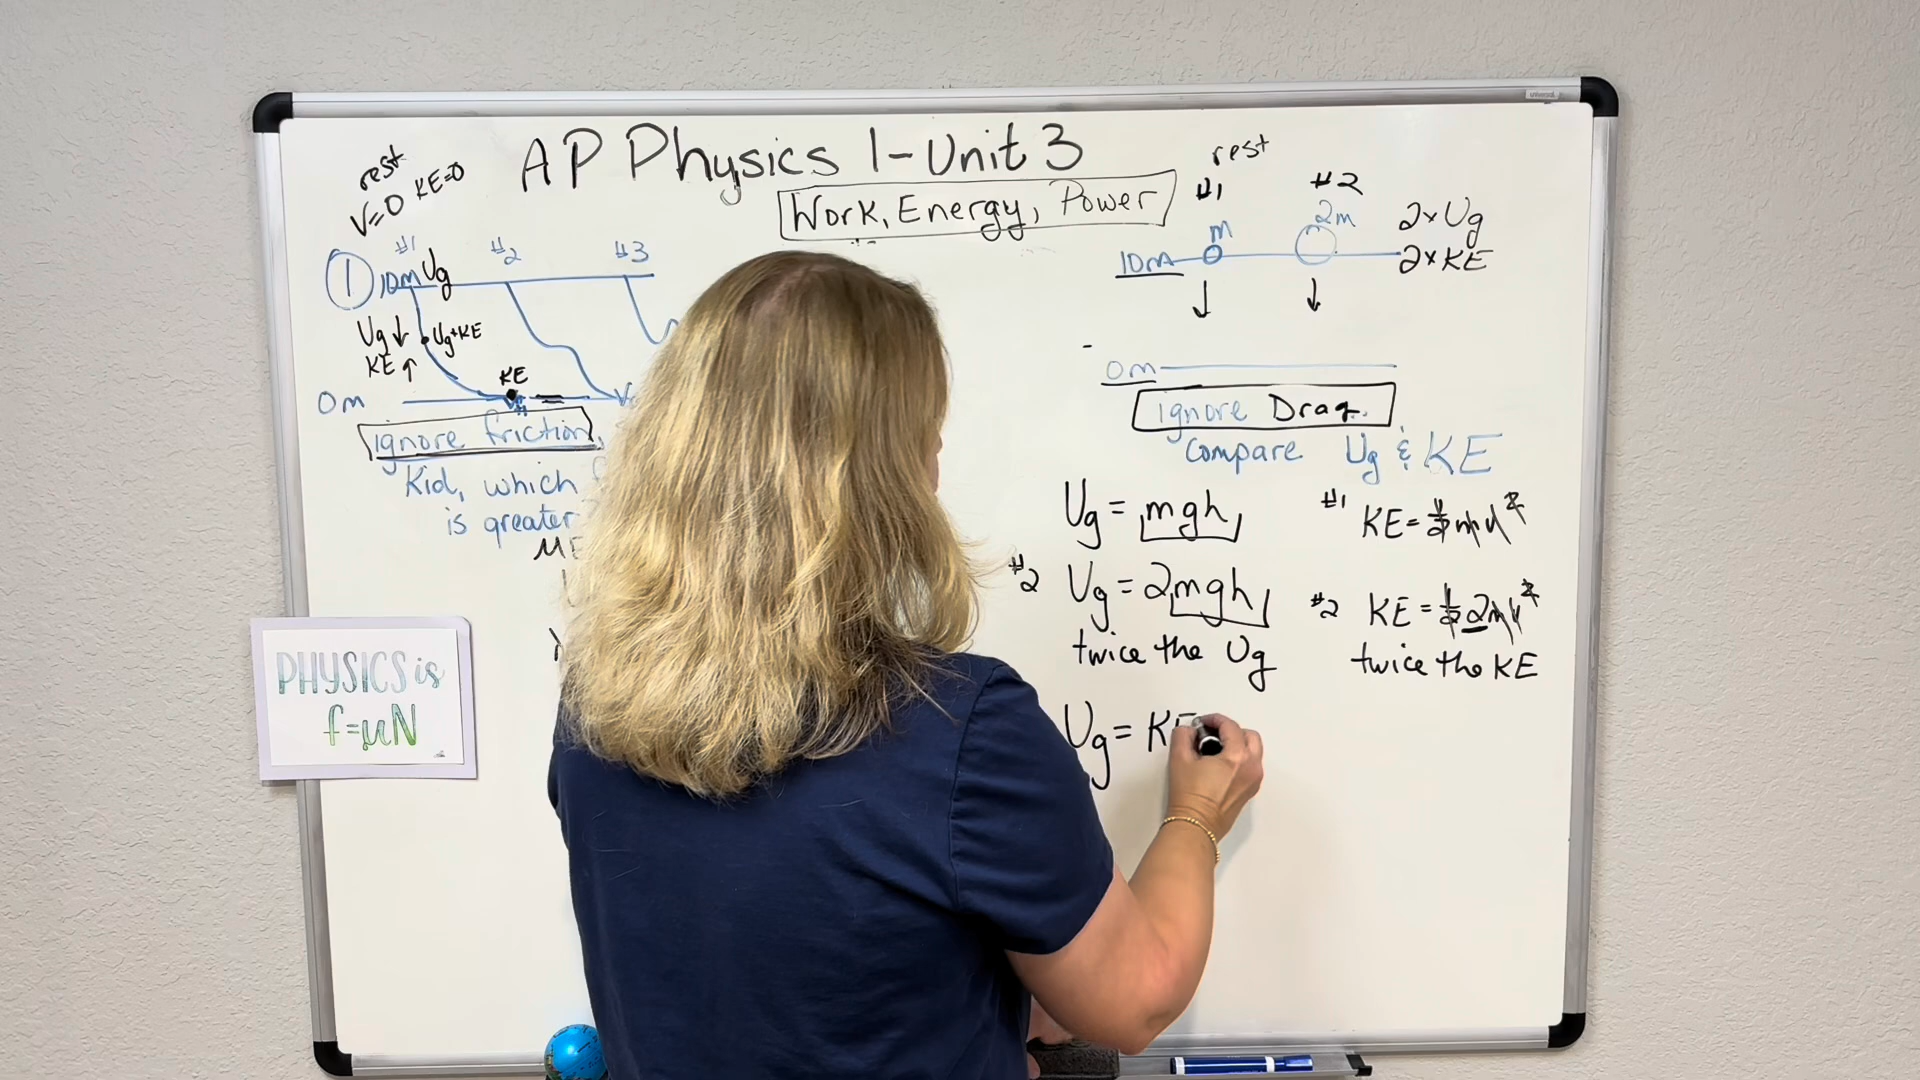 AP Physics 1-Unit 3
Work, Energy, Power
rest
V=0 KE=0
#1 #2 #3
1 10m Ug
Ug↓ Ug+KE
KE↑
KE
0m
ignore friction,
Kid, which
is greater
ME
rest
#1 #2
m 2m
10m
2×Ug
2×KE
↓ ↓
0m
ignore Drag.
compare Ug & KE
Ug = mgh
#2 Ug = 2mgh
twice the Ug
Ug = KE
#1 KE = ½mv²
#2 KE = ½2mv²
twice the KE
PHYSICS is
f=µN